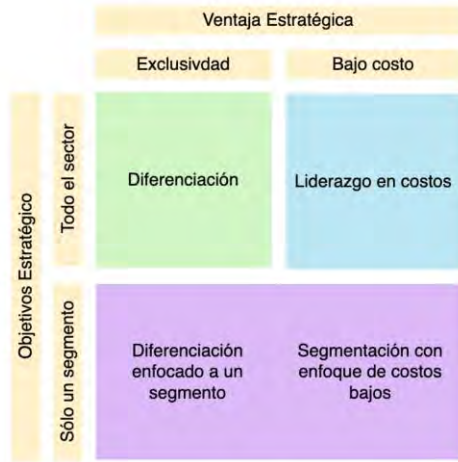 Ventaja Estratégica
Exclusivdad
Bajo costo
Objetivos Estratégico
Todo el sector
Diferenciación
Liderazgo en costos
Sólo un segmento
Diferenciación
enfocado a un
segmento
Segmentación con
enfoque de costos
bajos